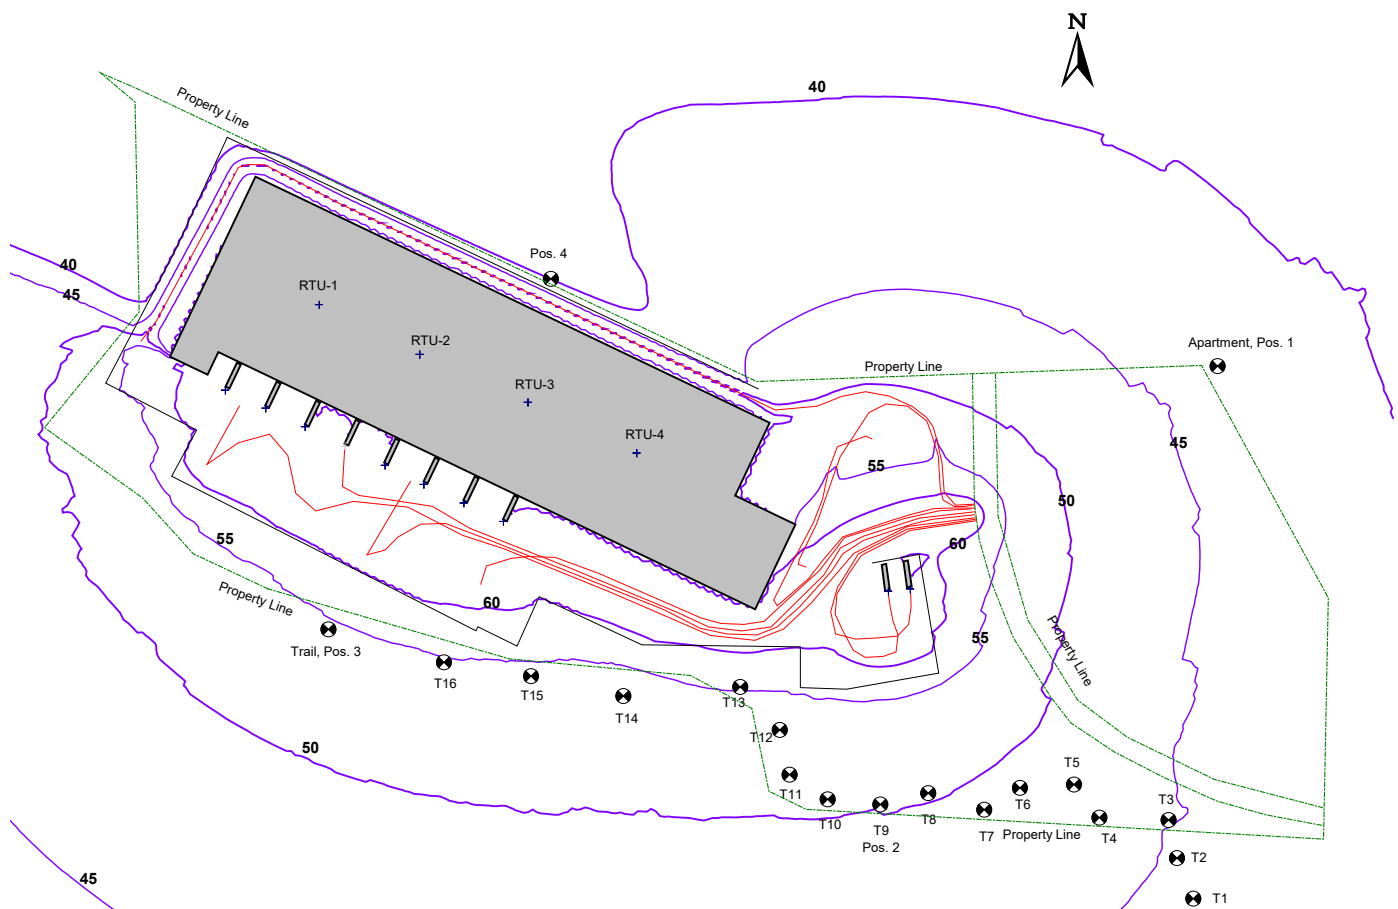 N
40
Property Line
Pos. 4
40
45
RTU-1
RTU-2
RTU-3
RTU-4
Apartment, Pos. 1
Property Line
45
55
50
60
55
Property Line
60
55
Property Line
Trail, Pos. 3
T16
T15
T14
T13
T12
T11
T10
T9
Pos. 2
T8
T7
T6
T5
T4
T3
Property Line
T2
T1
50
45